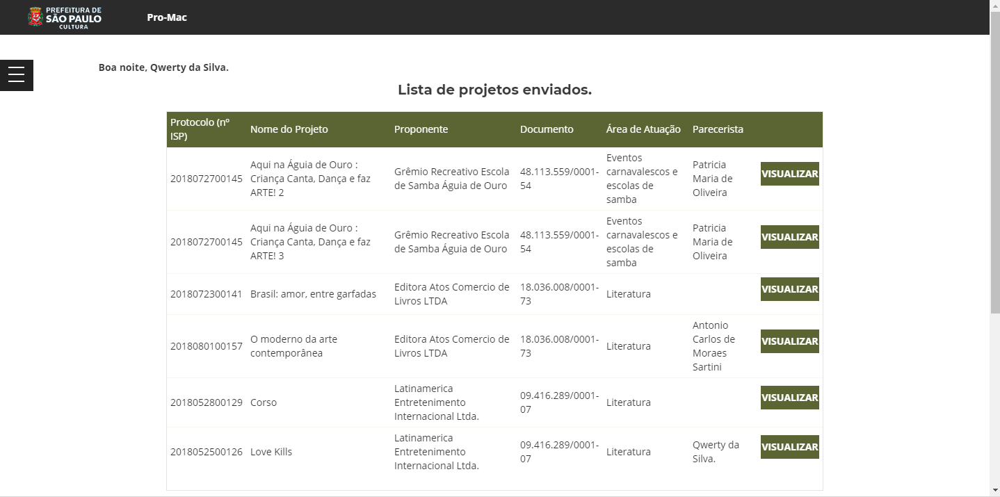 PREFEITURA DE
SÃO PAULO
CULTURA
Pro-Mac
Boa noite, Qwerty da Silva.
Lista de projetos enviados.
Protocolo (nº
ISP)
Nome do Projeto
Proponente
Documento
Área de Atuação
Parecerista
2018072700145
Aqui na Águia de Ouro :
Criança Canta, Dança e faz
ARTE! 2
Grêmio Recreativo Escola
de Samba Águia de Ouro
48.113.559/0001-
54
Eventos
carnavalescos e
escolas de
samba
Patricia
Maria de
Oliveira
VISUALIZAR
2018072700145
Aqui na Águia de Ouro :
Criança Canta, Dança e faz
ARTE! 3
Grêmio Recreativo Escola
de Samba Águia de Ouro
48.113.559/0001-
54
Eventos
carnavalescos e
escolas de
samba
Patricia
Maria de
Oliveira
VISUALIZAR
2018072300141
Brasil: amor, entre garfadas
Editora Atos Comercio de
Livros LTDA
18.036.008/0001-
73
Literatura
VISUALIZAR
2018080100157
O moderno da arte
contemporânea
Editora Atos Comercio de
Livros LTDA
18.036.008/0001-
73
Literatura
Antonio
Carlos de
Moraes
Sartini
VISUALIZAR
2018052800129
Corso
Latinamerica
Entretenimento
Internacional Ltda.
09.416.289/0001-
07
Literatura
VISUALIZAR
2018052500126
Love Kills
Latinamerica
Entretenimento
Internacional Ltda.
09.416.289/0001-
07
Literatura
Qwerty da
Silva.
VISUALIZAR